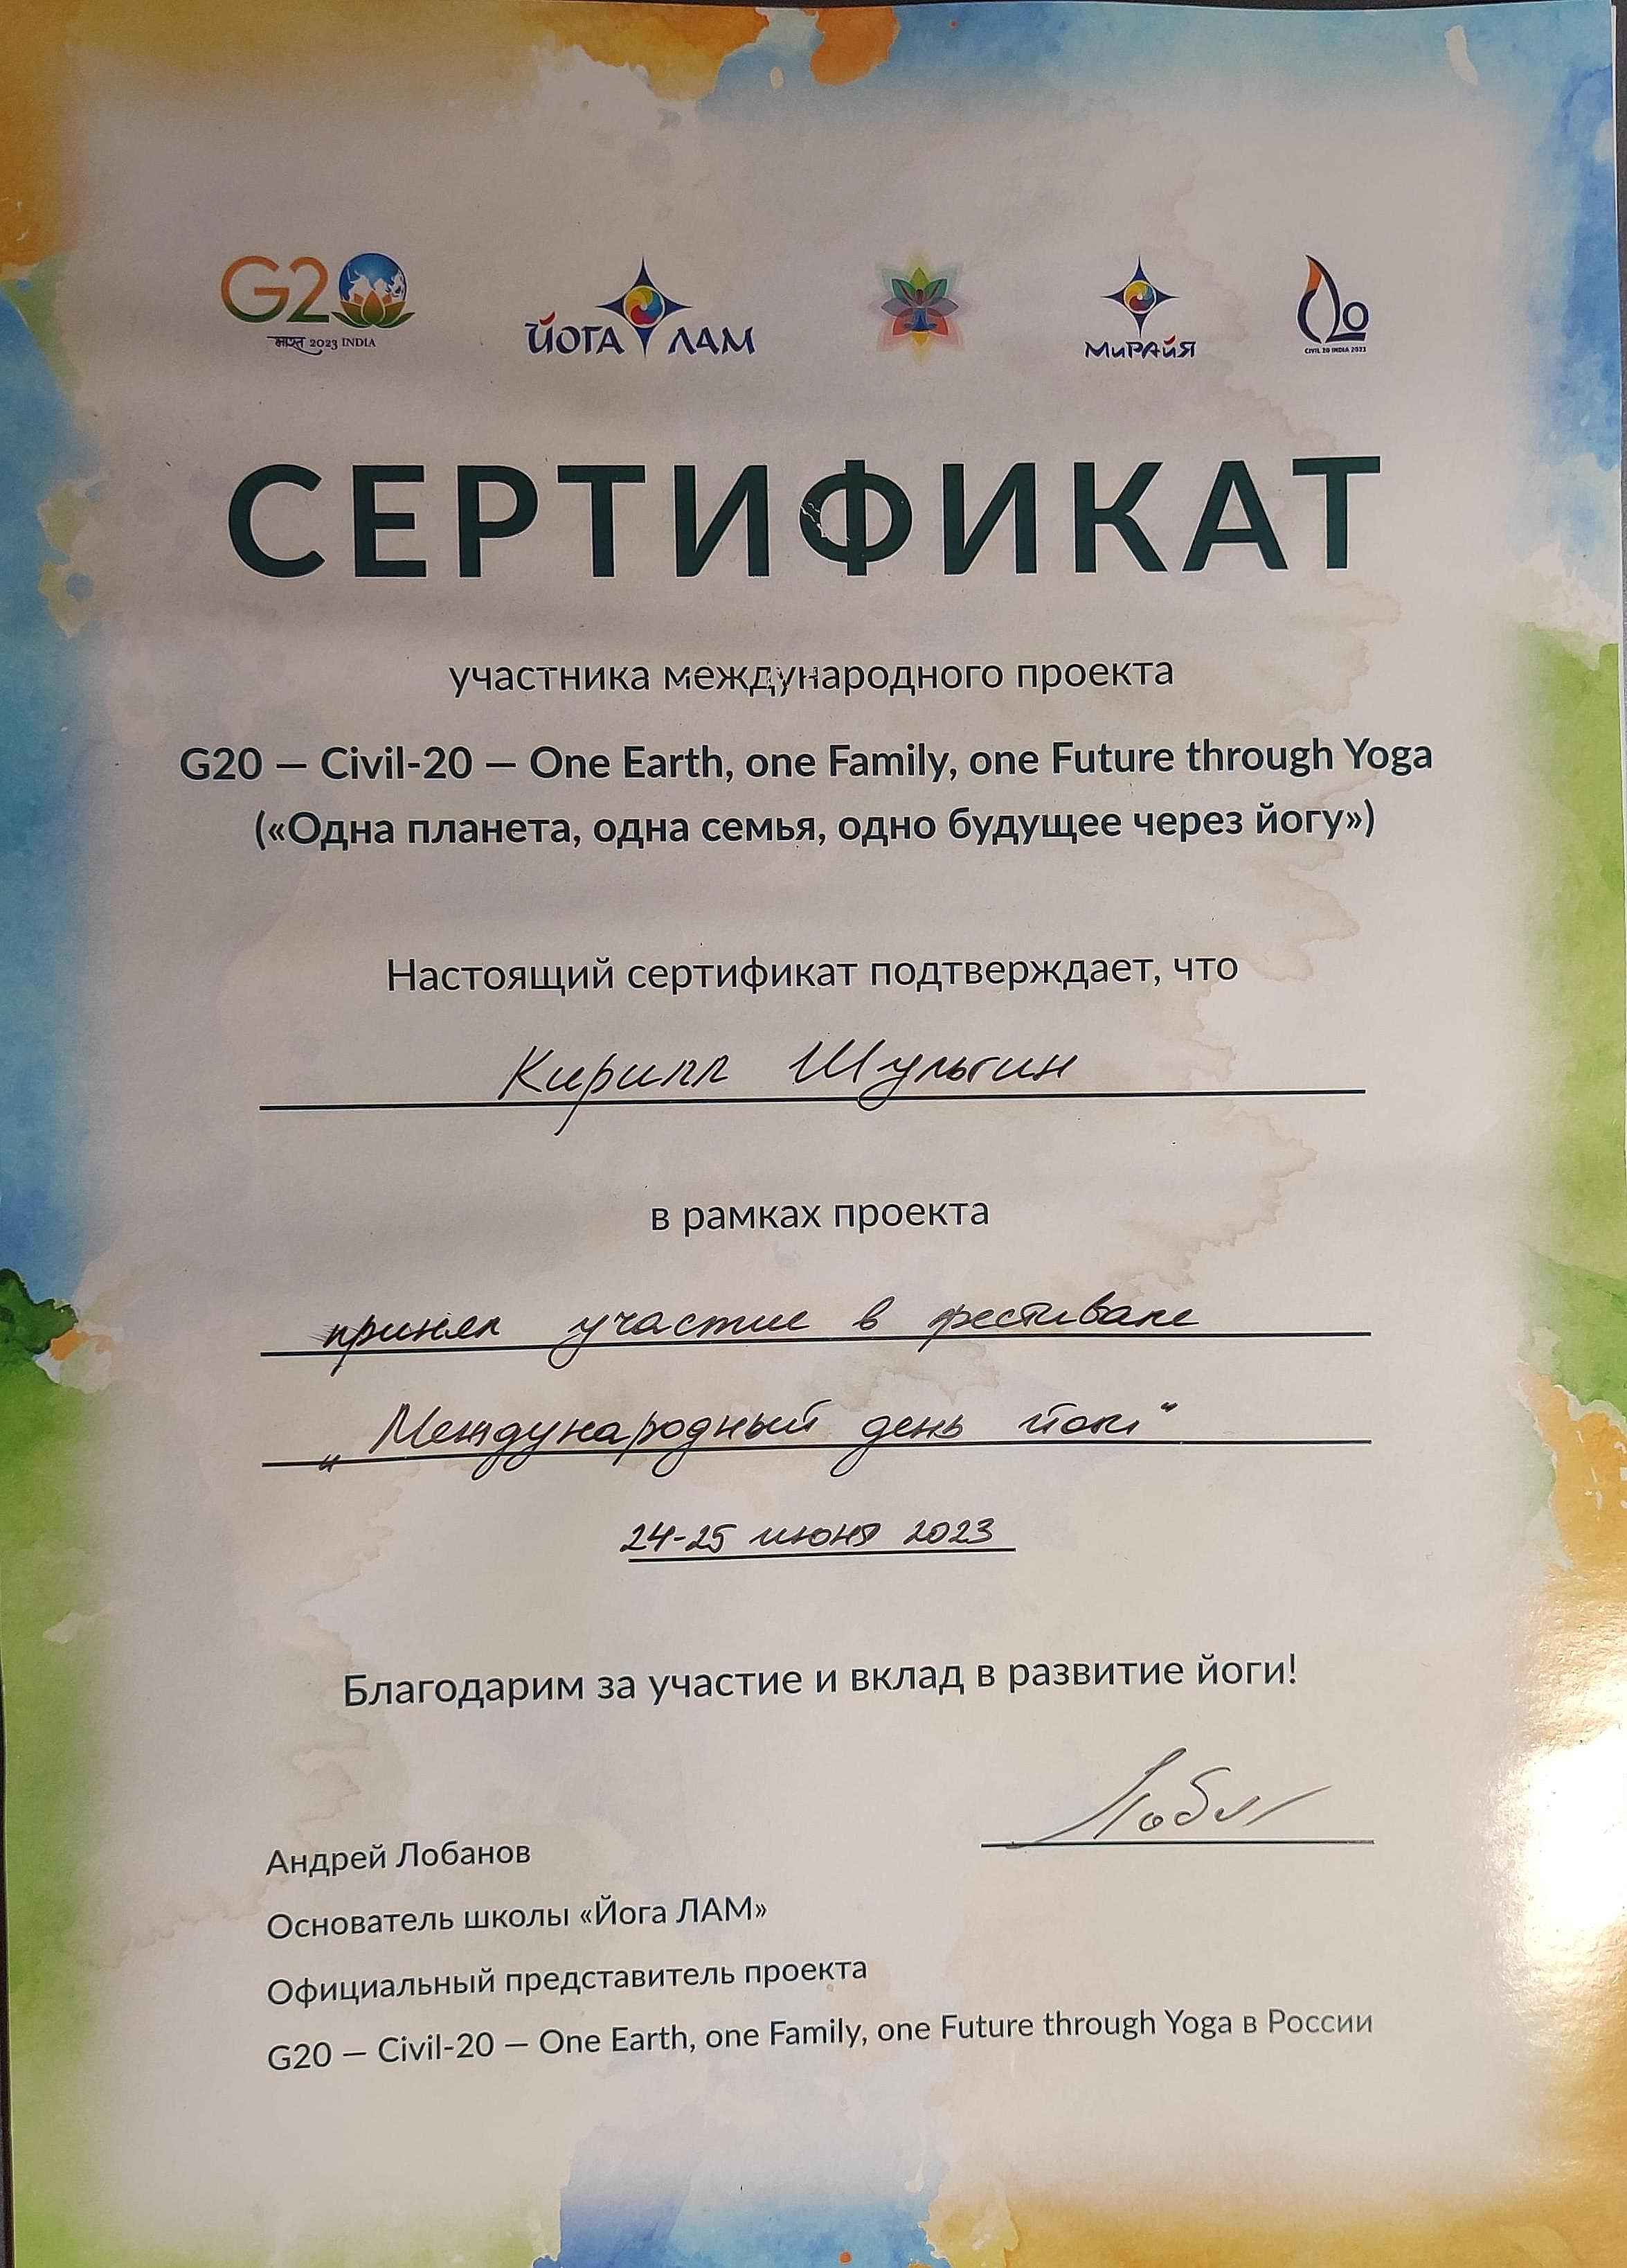 G20
भारत 2023 INDIA
ЙОГА ЛАМ
МиРАйЯ
CIVIL 20 INDIA 2023
СЕРТИФИКАТ
участника международного проекта
G20 — Civil-20 — One Earth, one Family, one Future through Yoga
(«Одна планета, одна семья, одно будущее через йогу»)
Настоящий сертификат подтверждает, что
Кирилл Шульгин
в рамках проекта
принял участие в фестивале
„Международный день йоги“
24-25 июня 2023
Благодарим за участие и вклад в развитие йоги!
Андрей Лобанов
Основатель школы «Йога ЛАМ»
Официальный представитель проекта
G20 — Civil-20 — One Earth, one Family, one Future through Yoga в России